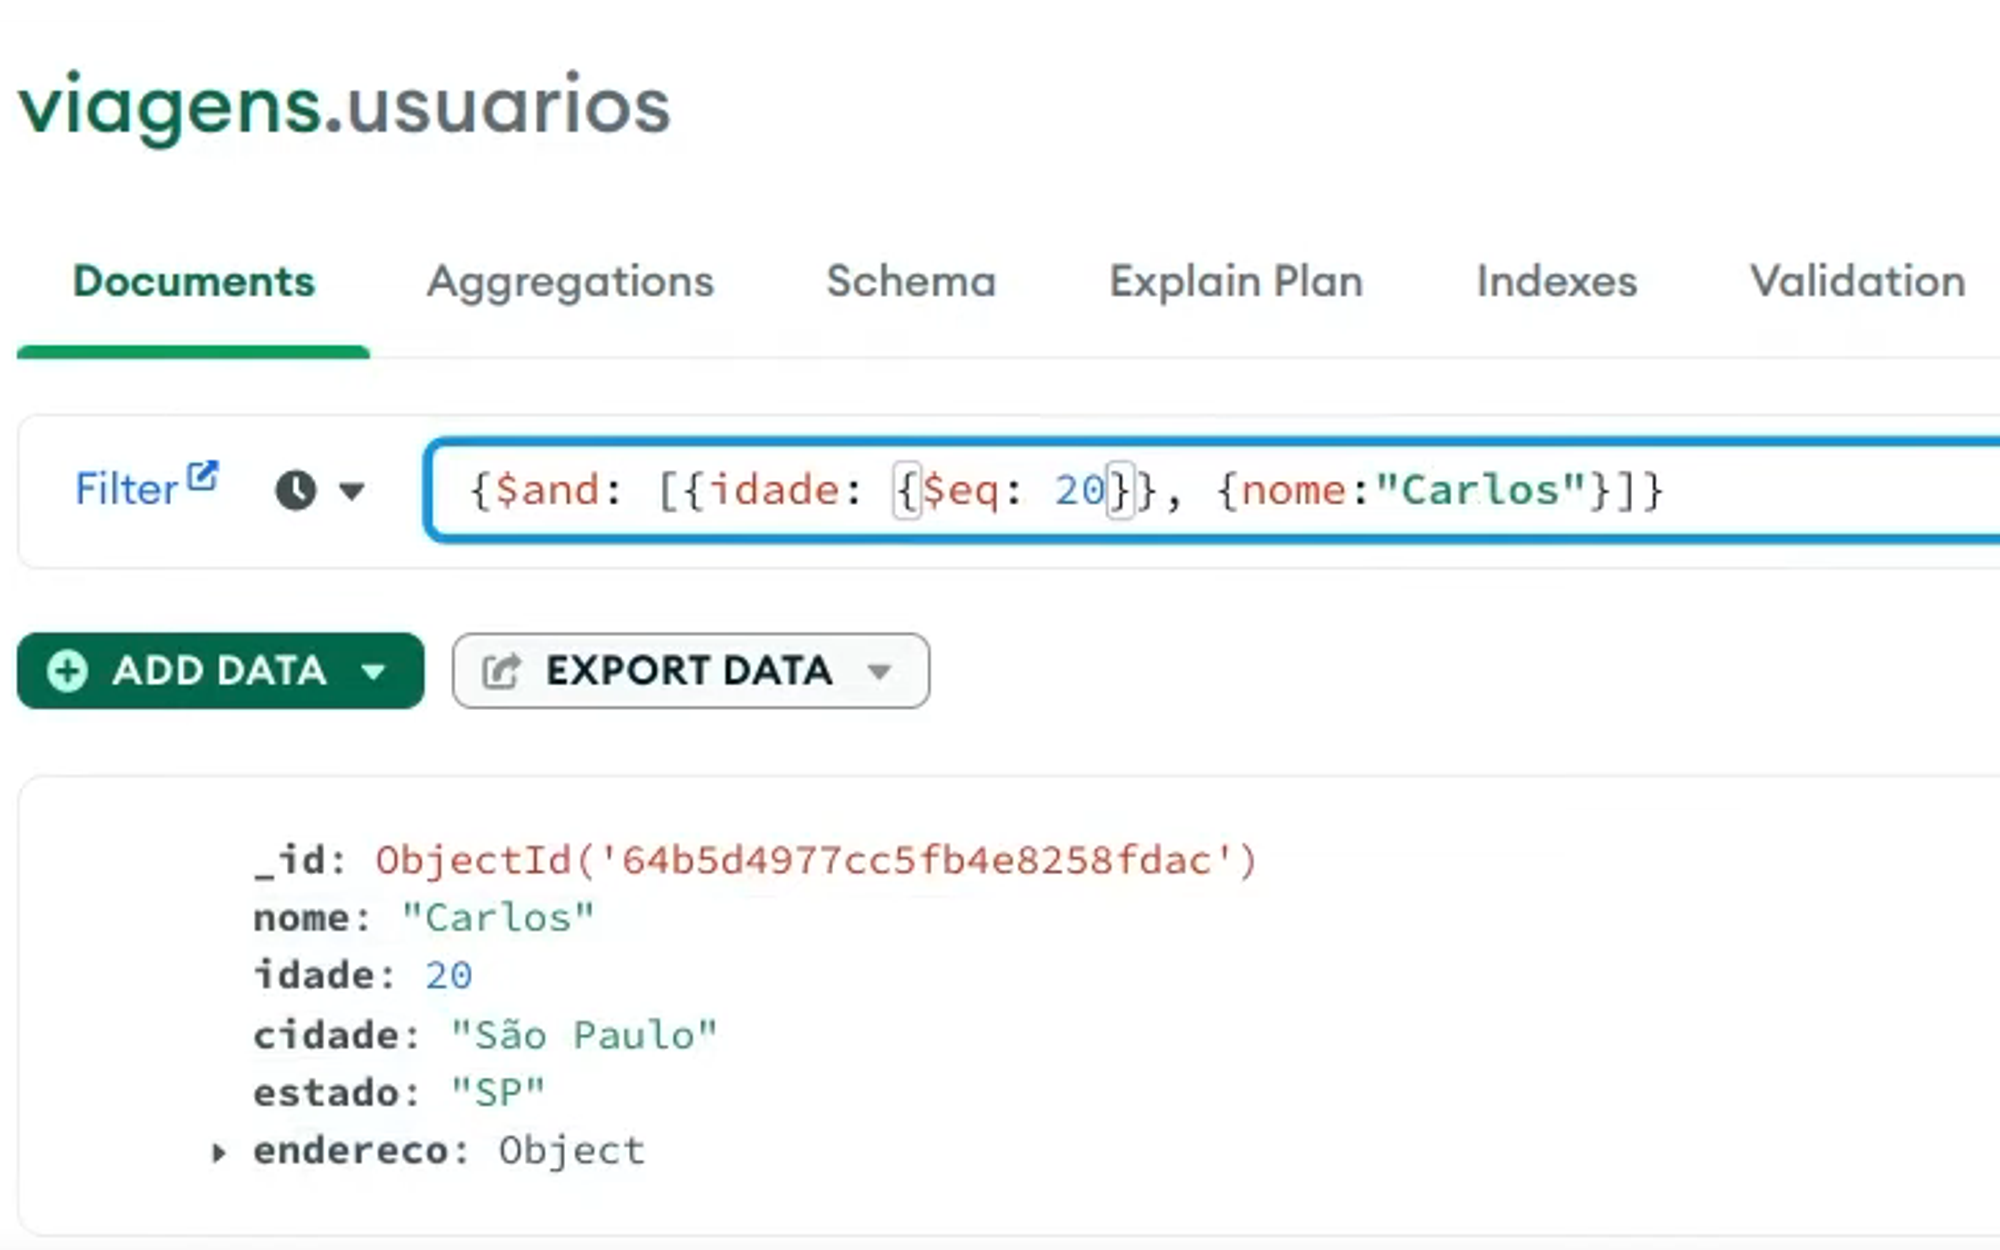 viagens.usuarios
Documents Aggregations Schema Explain Plan Indexes Validation
Filter {$and: [{idade: {$eq: 20}}, {nome:"Carlos"}]}
ADD DATA EXPORT DATA
_id: ObjectId('64b5d4977cc5fb4e8258fdac')
nome: "Carlos"
idade: 20
cidade: "São Paulo"
estado: "SP"
endereco: Object